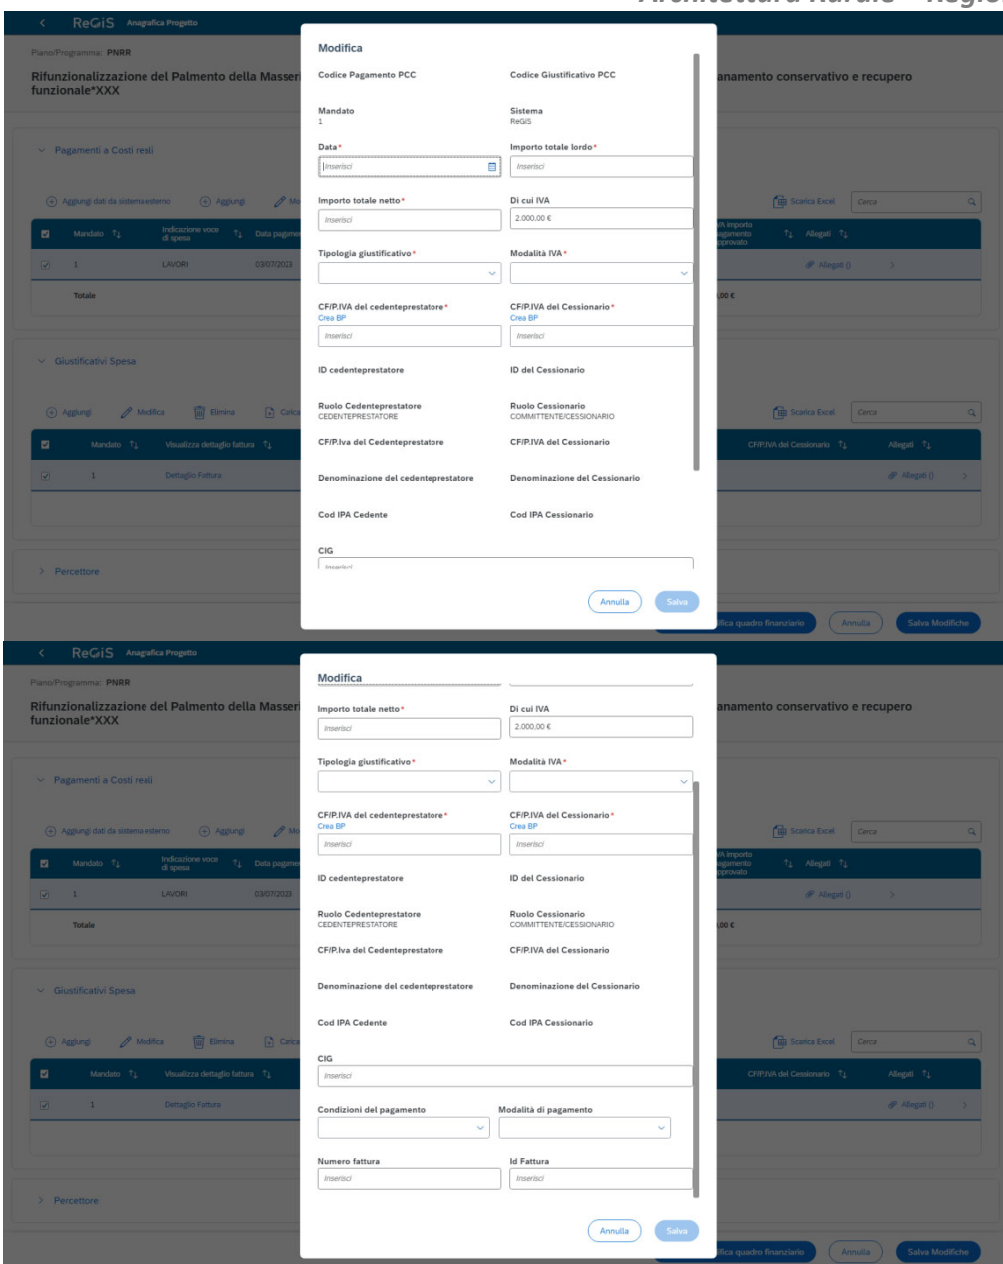 Architettura Rurale – Region
ReGiS Anagrafica Progetto
Piano/Programma: PNRR
Rifunzionalizzazione del Palmento della Masseri
anamento conservativo e recupero
funzionale*XXX
Pagamenti a Costi reali
Aggiungi dati da sistema esterno Aggiungi Mo
Scarica Excel Cerca
Mandato Indicazione voce di spesa Data pagame
VA importo pagamento approvato Allegati
1 LAVORI 03/07/2023
Allegati ()
Totale
,00 €
Giustificativi Spesa
Aggiungi Modifica Elimina Carica
Scarica Excel Cerca
Mandato Visualizza dettaglio fattura
CF/P.IVA del Cessionario Allegati
1 Dettaglio Fattura
Allegati ()
Percettore
ifica quadro finanziario Annulla Salva Modifiche
Modifica
Codice Pagamento PCC Codice Giustificativo PCC
Mandato Sistema
1 ReGiS
Data* Importo totale lordo*
Inserisci Inserisci
Importo totale netto* Di cui IVA
Inserisci 2.000,00 €
Tipologia giustificativo* Modalità IVA*
CF/P.IVA del cedenteprestatore* CF/P.IVA del Cessionario*
Crea BP Crea BP
Inserisci Inserisci
ID cedenteprestatore ID del Cessionario
Ruolo Cedenteprestatore Ruolo Cessionario
CEDENTEPRESTATORE COMMITTENTE/CESSIONARIO
CF/P.Iva del Cedenteprestatore CF/P.IVA del Cessionario
Denominazione del cedenteprestatore Denominazione del Cessionario
Cod IPA Cedente Cod IPA Cessionario
CIG
Inserisci
Annulla Salva
ReGiS Anagrafica Progetto
Piano/Programma: PNRR
Rifunzionalizzazione del Palmento della Masseri
anamento conservativo e recupero
funzionale*XXX
Pagamenti a Costi reali
Aggiungi dati da sistema esterno Aggiungi Mo
Scarica Excel Cerca
Mandato Indicazione voce di spesa Data pagame
VA importo pagamento approvato Allegati
1 LAVORI 03/07/2023
Allegati ()
Totale
,00 €
Giustificativi Spesa
Aggiungi Modifica Elimina Carica
Scarica Excel Cerca
Mandato Visualizza dettaglio fattura
CF/P.IVA del Cessionario Allegati
1 Dettaglio Fattura
Allegati ()
Percettore
ifica quadro finanziario Annulla Salva Modifiche
Modifica
Importo totale netto* Di cui IVA
Inserisci 2.000,00 €
Tipologia giustificativo* Modalità IVA*
CF/P.IVA del cedenteprestatore* CF/P.IVA del Cessionario*
Crea BP Crea BP
Inserisci Inserisci
ID cedenteprestatore ID del Cessionario
Ruolo Cedenteprestatore Ruolo Cessionario
CEDENTEPRESTATORE COMMITTENTE/CESSIONARIO
CF/P.Iva del Cedenteprestatore CF/P.IVA del Cessionario
Denominazione del cedenteprestatore Denominazione del Cessionario
Cod IPA Cedente Cod IPA Cessionario
CIG
Inserisci
Condizioni del pagamento Modalità di pagamento
Numero fattura Id Fattura
Inserisci Inserisci
Annulla Salva